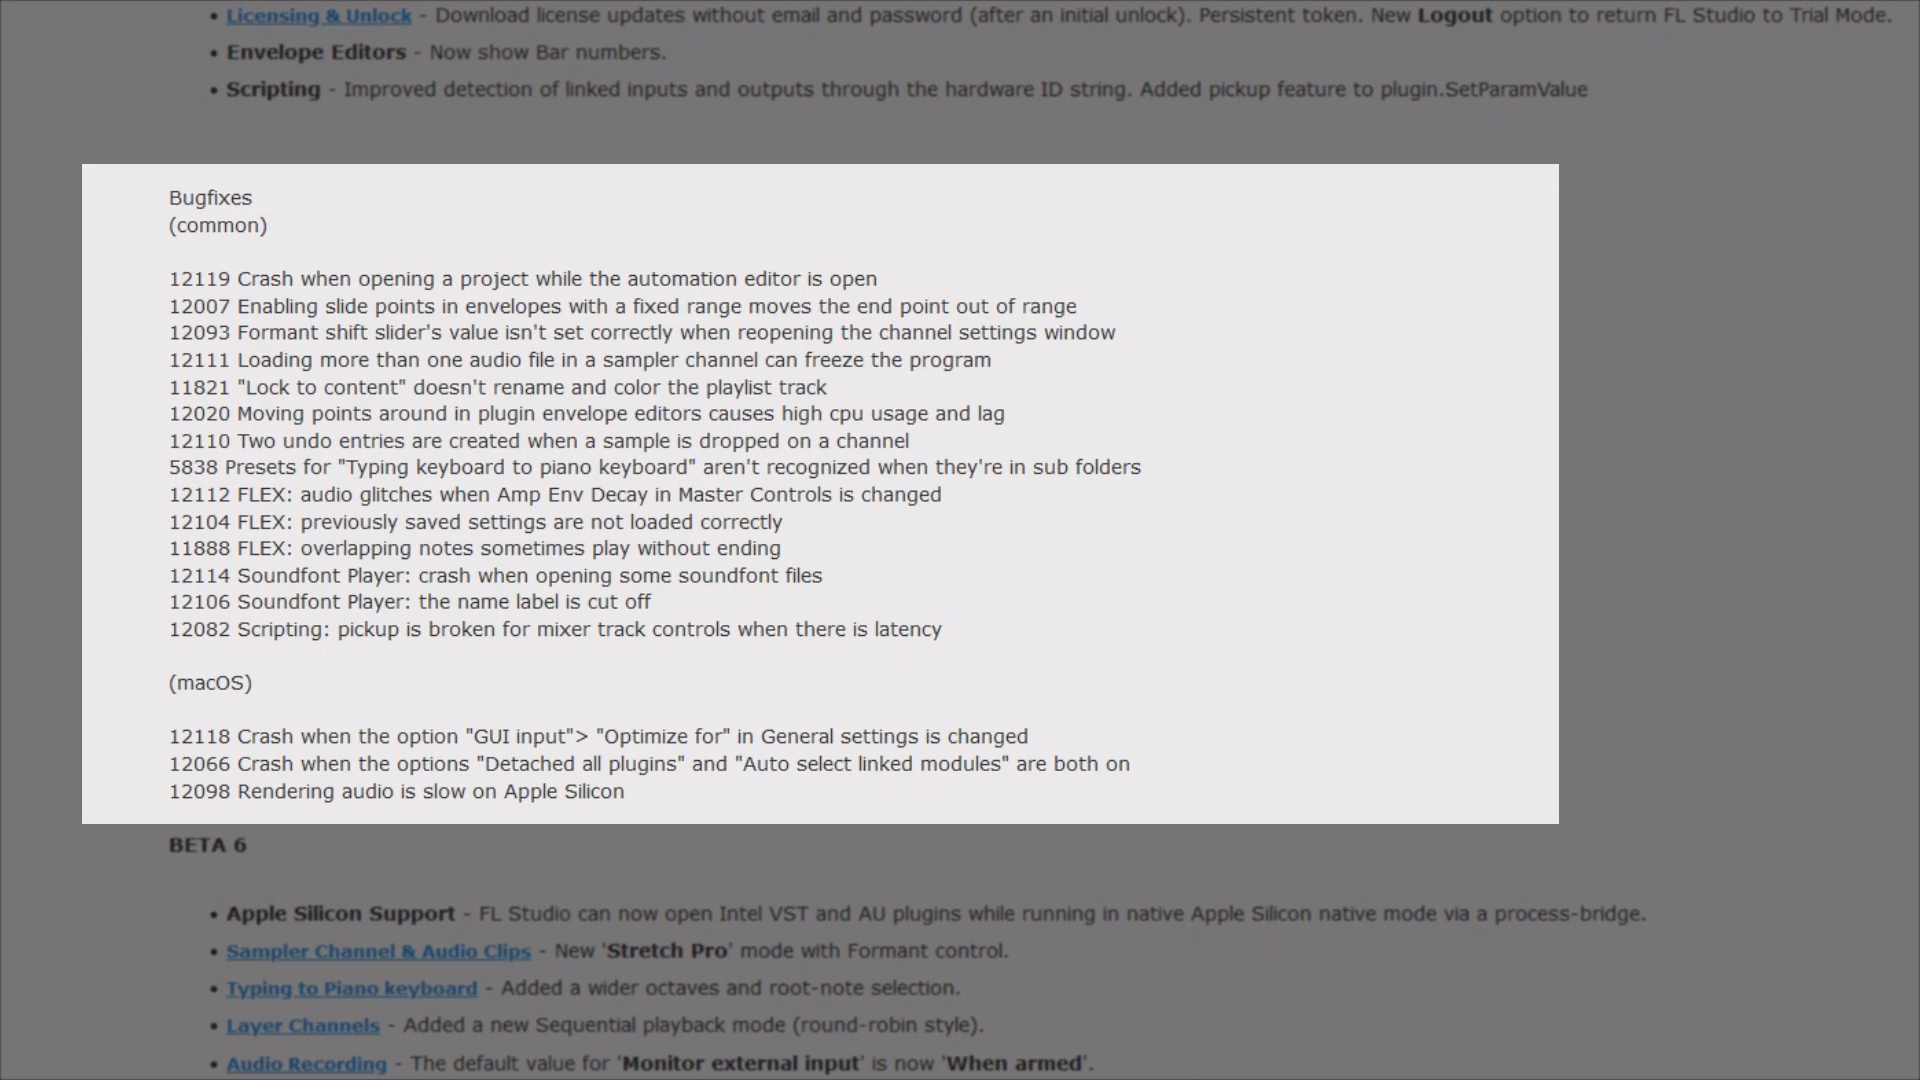 • Licensing & Unlock - Download license updates without email and password (after an initial unlock). Persistent token. New Logout option to return FL Studio to Trial Mode.
• Envelope Editors - Now show Bar numbers.
• Scripting - Improved detection of linked inputs and outputs through the hardware ID string. Added pickup feature to plugin.SetParamValue
Bugfixes
(common)
12119 Crash when opening a project while the automation editor is open
12007 Enabling slide points in envelopes with a fixed range moves the end point out of range
12093 Formant shift slider's value isn't set correctly when reopening the channel settings window
12111 Loading more than one audio file in a sampler channel can freeze the program
11821 "Lock to content" doesn't rename and color the playlist track
12020 Moving points around in plugin envelope editors causes high cpu usage and lag
12110 Two undo entries are created when a sample is dropped on a channel
5838 Presets for "Typing keyboard to piano keyboard" aren't recognized when they're in sub folders
12112 FLEX: audio glitches when Amp Env Decay in Master Controls is changed
12104 FLEX: previously saved settings are not loaded correctly
11888 FLEX: overlapping notes sometimes play without ending
12114 Soundfont Player: crash when opening some soundfont files
12106 Soundfont Player: the name label is cut off
12082 Scripting: pickup is broken for mixer track controls when there is latency
(macOS)
12118 Crash when the option "GUI input"> "Optimize for" in General settings is changed
12066 Crash when the options "Detached all plugins" and "Auto select linked modules" are both on
12098 Rendering audio is slow on Apple Silicon
BETA 6
• Apple Silicon Support - FL Studio can now open Intel VST and AU plugins while running in native Apple Silicon native mode via a process-bridge.
• Sampler Channel & Audio Clips - New 'Stretch Pro' mode with Formant control.
• Typing to Piano keyboard - Added a wider octaves and root-note selection.
• Layer Channels - Added a new Sequential playback mode (round-robin style).
• Audio Recording - The default value for 'Monitor external input' is now 'When armed'.